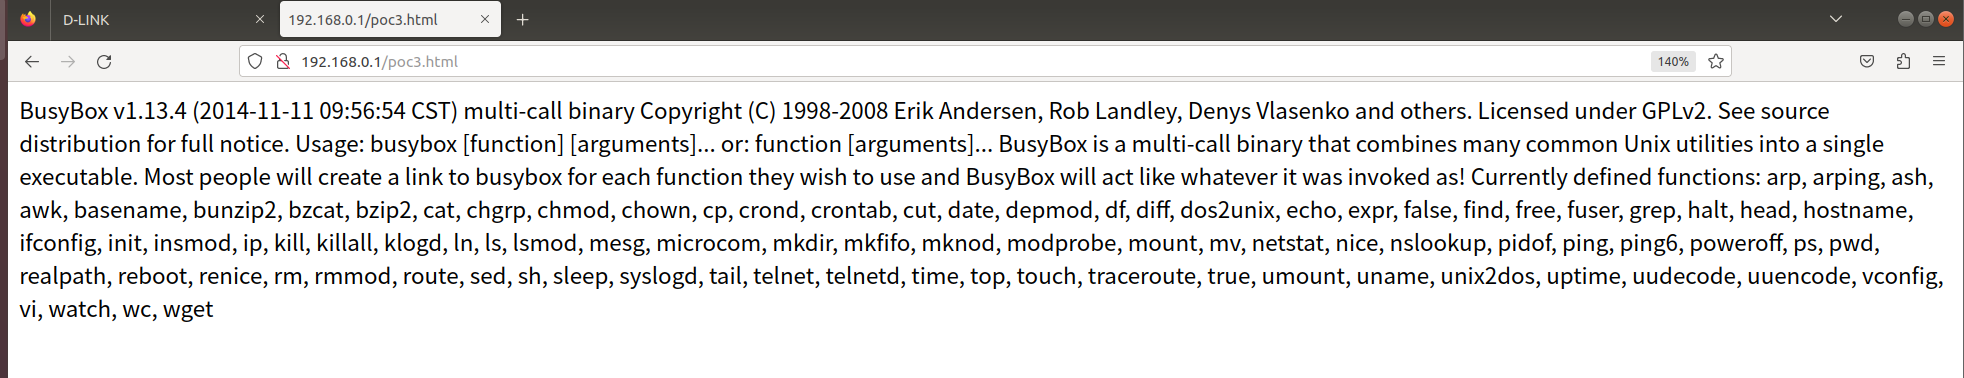 D-LINK
192.168.0.1/poc3.html
192.168.0.1/poc3.html
140%
BusyBox v1.13.4 (2014-11-11 09:56:54 CST) multi-call binary Copyright (C) 1998-2008 Erik Andersen, Rob Landley, Denys Vlasenko and others. Licensed under GPLv2. See source
distribution for full notice. Usage: busybox [function] [arguments]... or: function [arguments]... BusyBox is a multi-call binary that combines many common Unix utilities into a single
executable. Most people will create a link to busybox for each function they wish to use and BusyBox will act like whatever it was invoked as! Currently defined functions: arp, arping, ash,
awk, basename, bunzip2, bzcat, bzip2, cat, chgrp, chmod, chown, cp, crond, crontab, cut, date, depmod, df, diff, dos2unix, echo, expr, false, find, free, fuser, grep, halt, head, hostname,
ifconfig, init, insmod, ip, kill, killall, klogd, ln, ls, lsmod, mesg, microcom, mkdir, mkfifo, mknod, modprobe, mount, mv, netstat, nice, nslookup, pidof, ping, ping6, poweroff, ps, pwd,
realpath, reboot, renice, rm, rmmod, route, sed, sh, sleep, syslogd, tail, telnet, telnetd, time, top, touch, traceroute, true, umount, uname, unix2dos, uptime, uudecode, uuencode, vconfig,
vi, watch, wc, wget